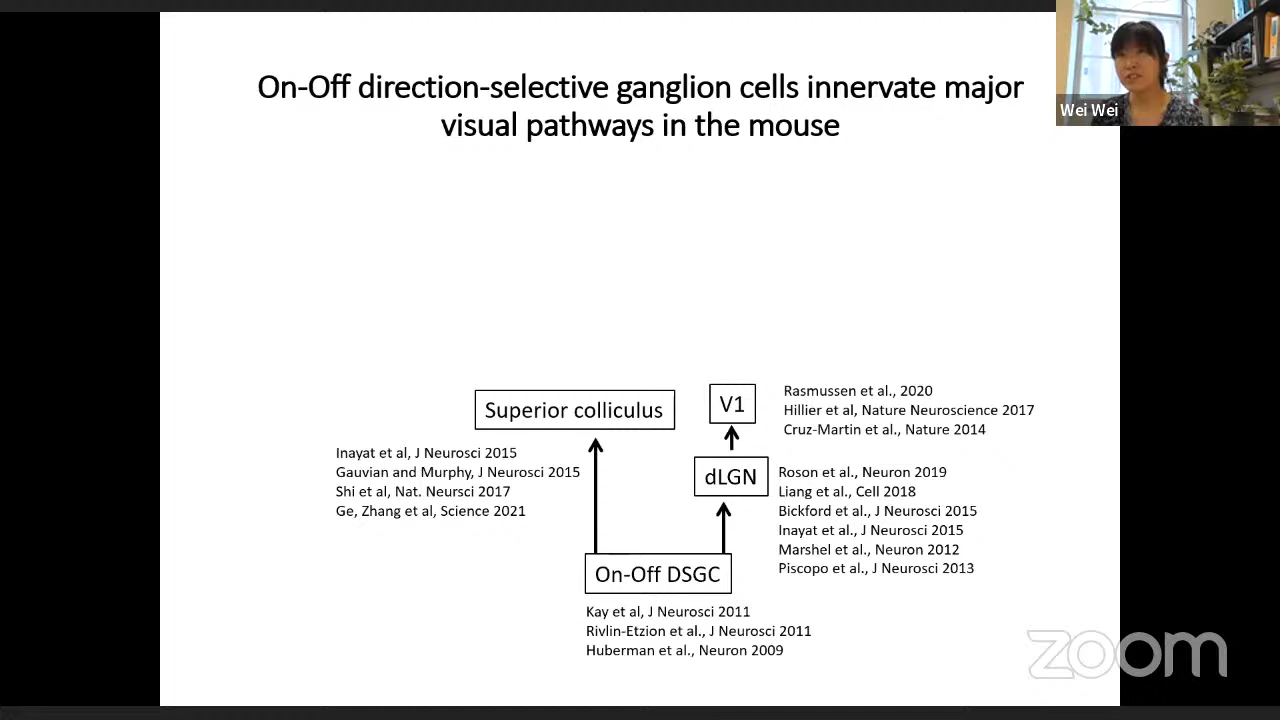 On-Off direction-selective ganglion cells innervate major
visual pathways in the mouse
Wei Wei
Superior colliculus
V1
Rasmussen et al., 2020
Hillier et al, Nature Neuroscience 2017
Cruz-Martin et al., Nature 2014
Inayat et al, J Neurosci 2015
Gauvian and Murphy, J Neurosci 2015
Shi et al, Nat. Neursci 2017
Ge, Zhang et al, Science 2021
dLGN
Roson et al., Neuron 2019
Liang et al., Cell 2018
Bickford et al., J Neurosci 2015
Inayat et al., J Neurosci 2015
Marshel et al., Neuron 2012
Piscopo et al., J Neurosci 2013
On-Off DSGC
Kay et al, J Neurosci 2011
Rivlin-Etzion et al., J Neurosci 2011
Huberman et al., Neuron 2009
zoom